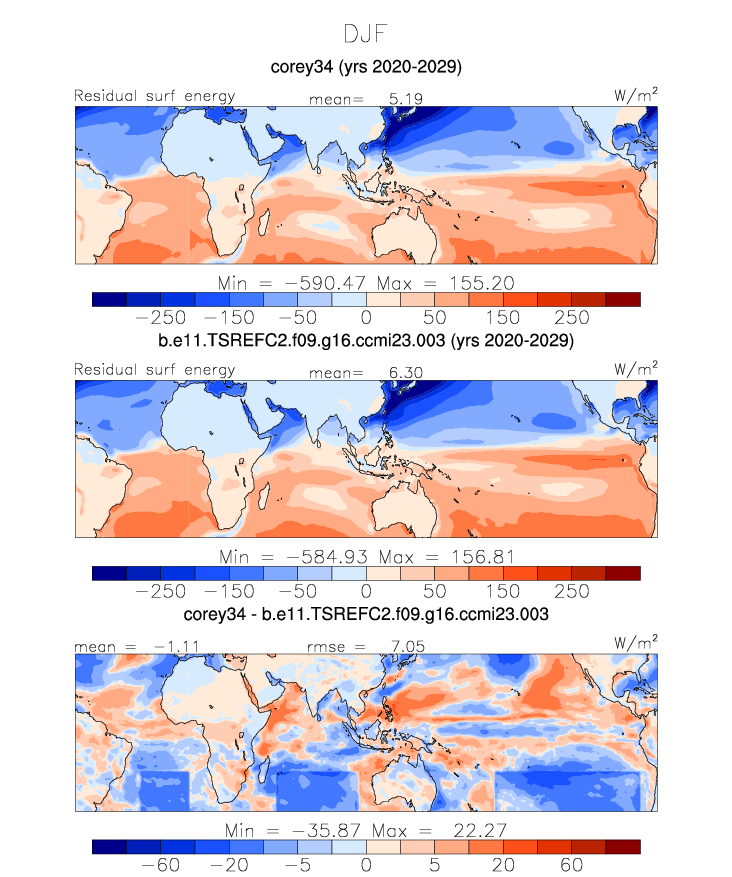 DJF
corey34 (yrs 2020-2029)
Residual surf energy mean= 5.19 W/m²
Min = −590.47 Max = 155.20
−250 −150 −50 0 50 150 250
b.e11.TSREFC2.f09.g16.ccmi23.003 (yrs 2020-2029)
Residual surf energy mean= 6.30 W/m²
Min = −584.93 Max = 156.81
−250 −150 −50 0 50 150 250
corey34 - b.e11.TSREFC2.f09.g16.ccmi23.003
mean = −1.11 rmse = 7.05 W/m²
Min = −35.87 Max = 22.27
−60 −20 −5 0 5 20 60